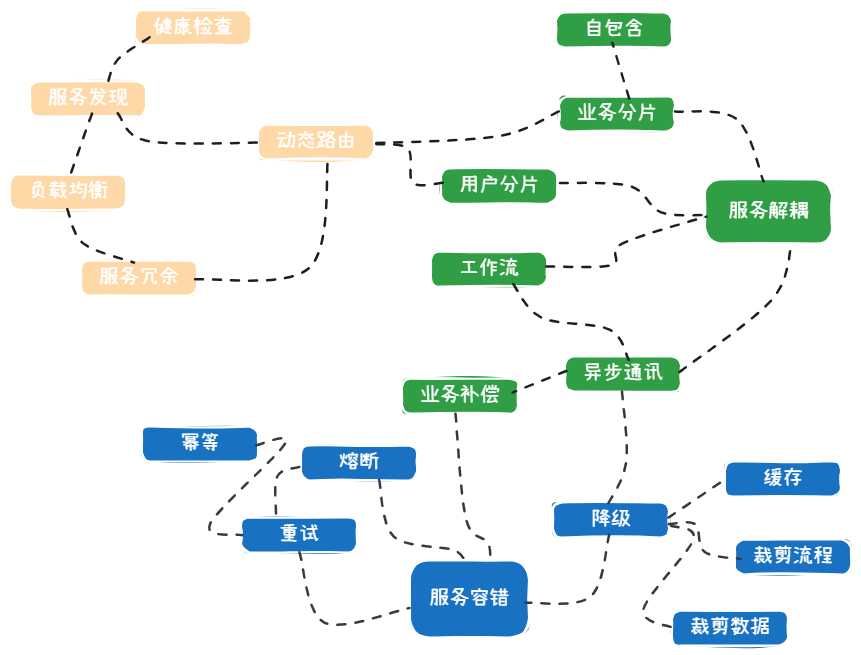 健康检查
自包含
服务发现
业务分片
动态路由
用户分片
负载均衡
服务解耦
工作流
服务冗余
异步通讯
业务补偿
幂等
熔断
缓存
降级
重试
裁剪流程
服务容错
裁剪数据